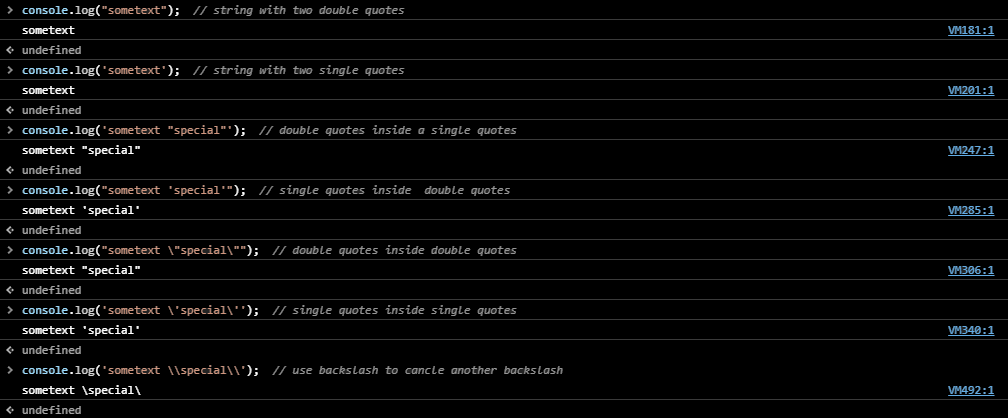 > console.log("sometext");  // string with two double quotes
sometext VM181:1
undefined
> console.log('sometext');  // string with two single quotes
sometext VM201:1
undefined
> console.log('sometext "special"');  // double quotes inside a single quotes
sometext "special" VM247:1
undefined
> console.log("sometext 'special'");  // single quotes inside  double quotes
sometext 'special' VM285:1
undefined
> console.log("sometext \"special\"");  // double quotes inside double quotes
sometext "special" VM306:1
undefined
> console.log('sometext \'special\'');  // single quotes inside single quotes
sometext 'special' VM340:1
undefined
> console.log('sometext \\special\\');  // use backslash to cancle another backslash
sometext \special\ VM492:1
undefined